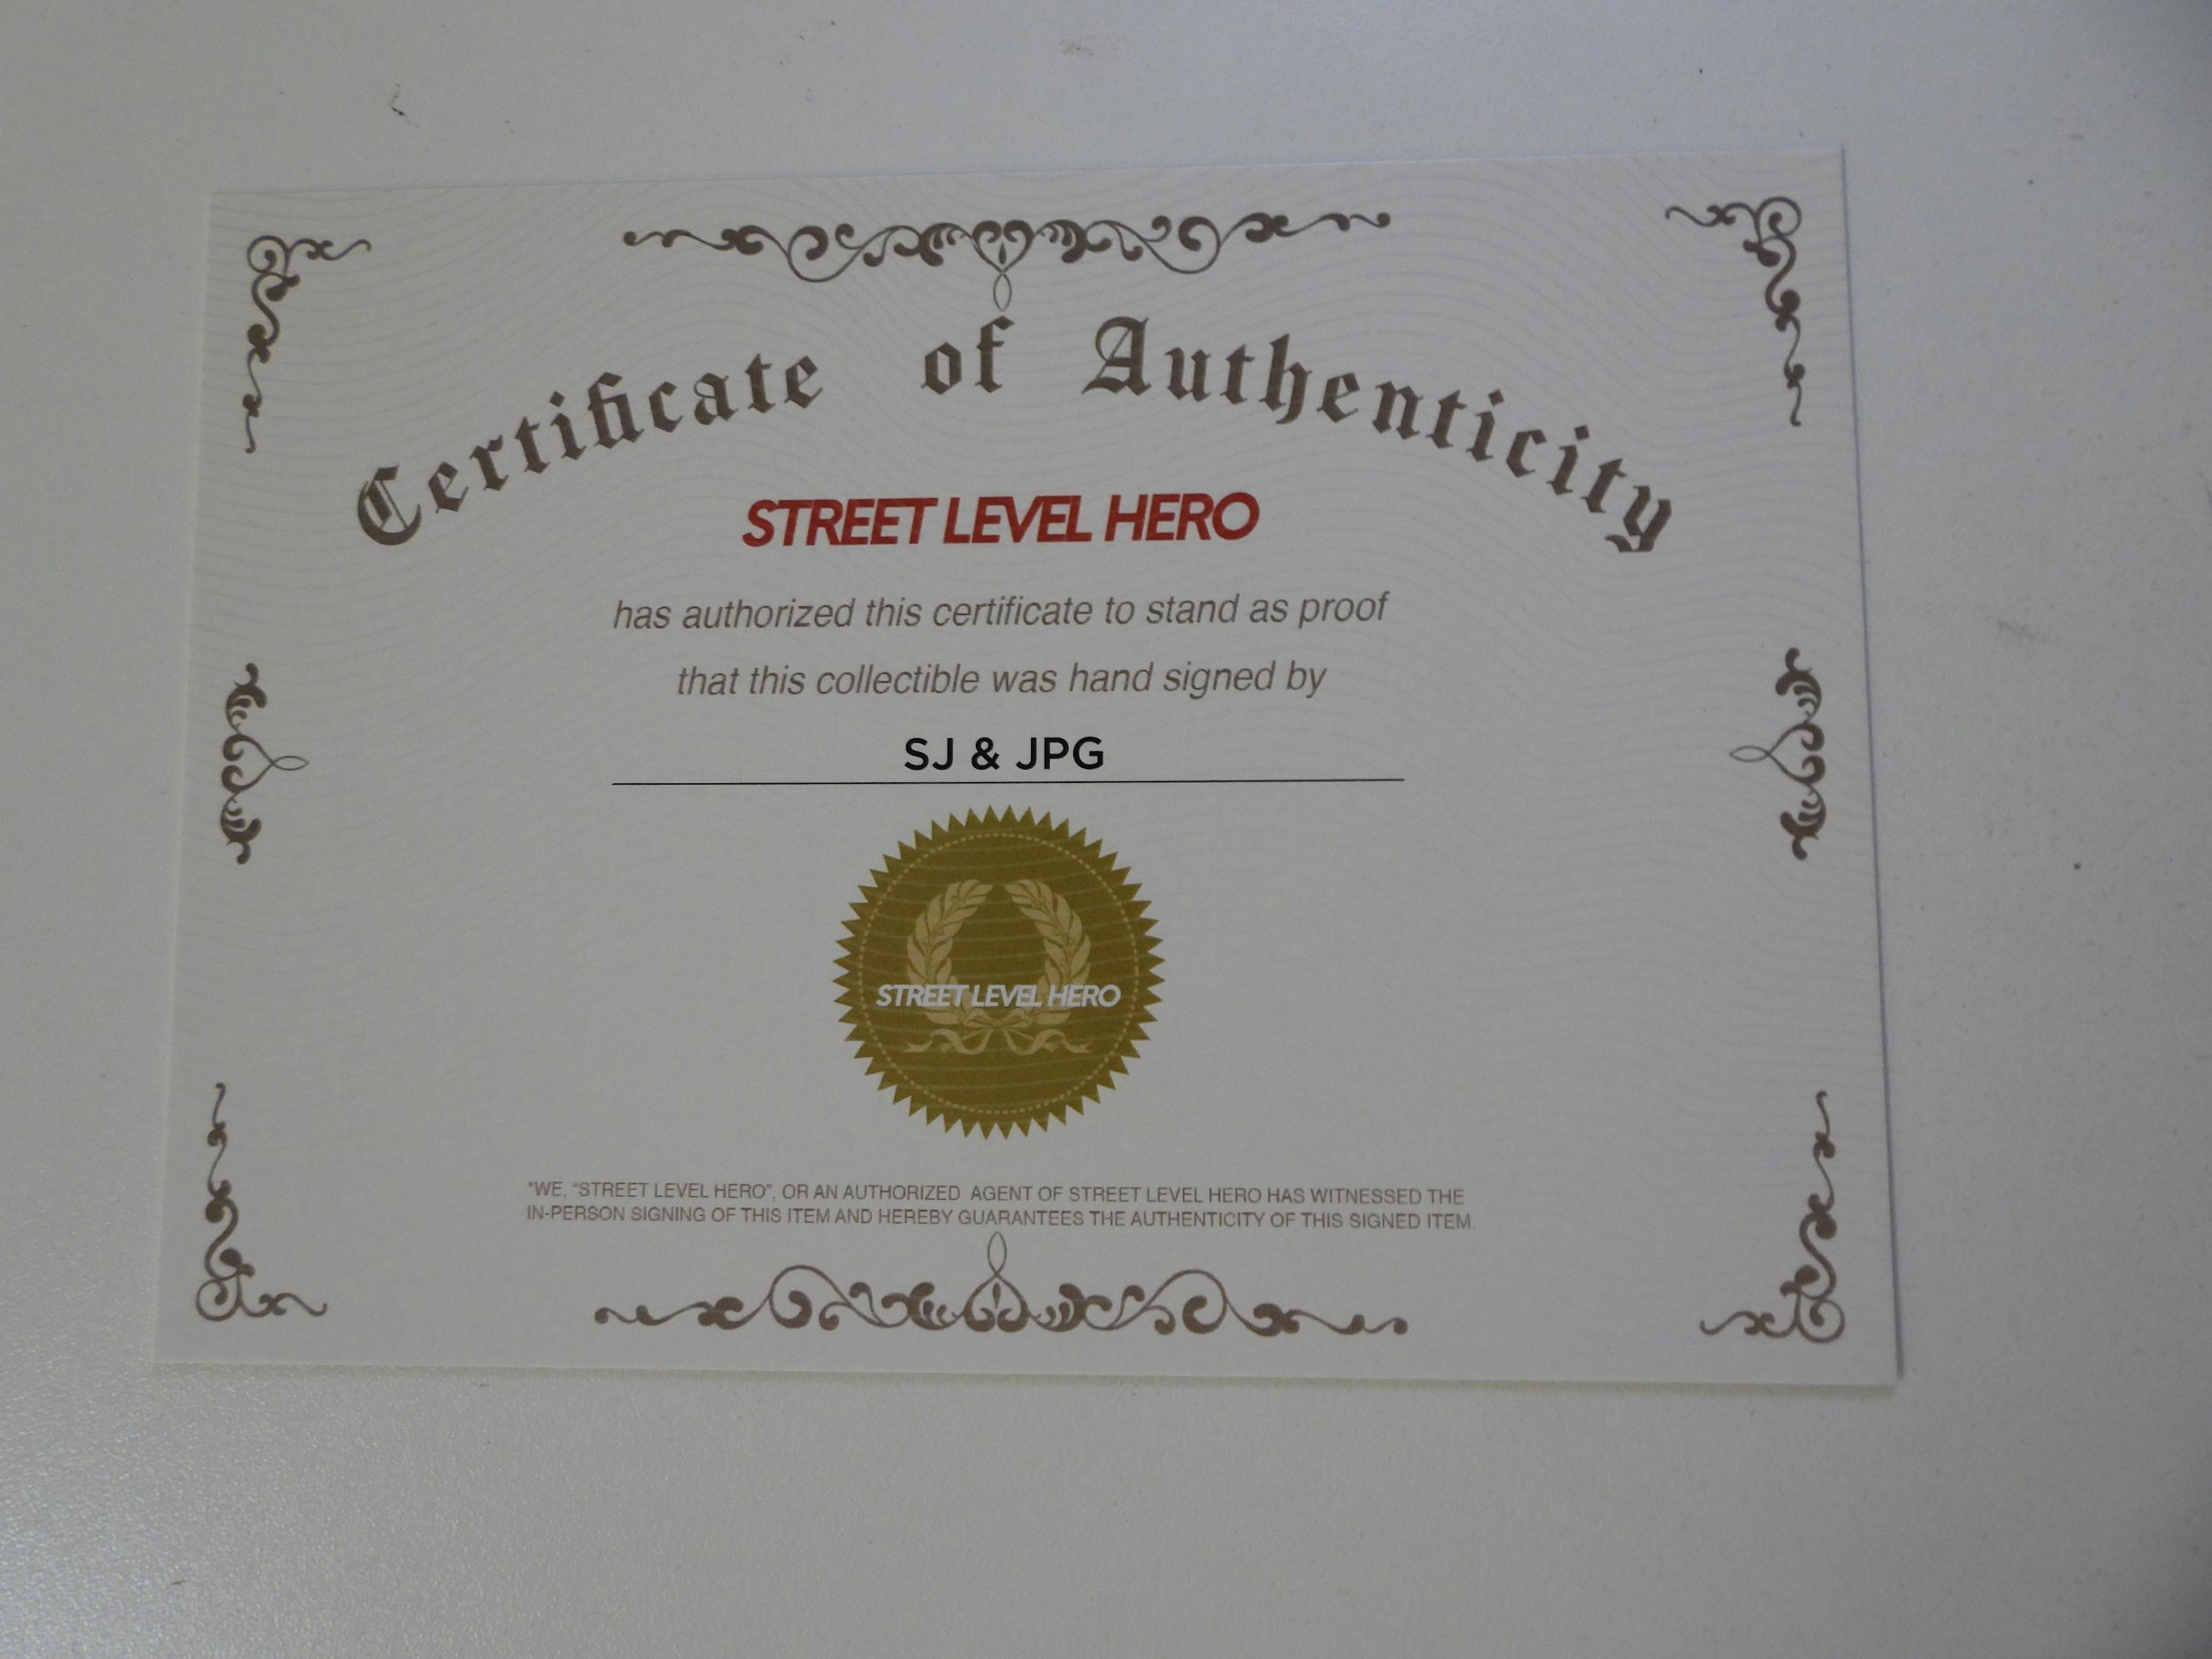 Certificate of Authenticity
STREET LEVEL HERO
has authorized this certificate to stand as proof
that this collectible was hand signed by
SJ & JPG
STREET LEVEL HERO
"WE, "STREET LEVEL HERO", OR AN AUTHORIZED AGENT OF STREET LEVEL HERO HAS WITNESSED THE
IN-PERSON SIGNING OF THIS ITEM AND HEREBY GUARANTEES THE AUTHENTICITY OF THIS SIGNED ITEM.